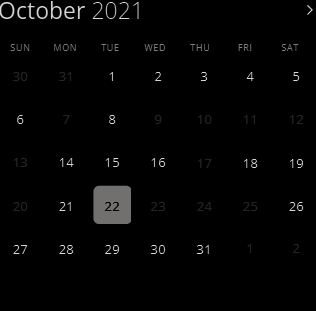 October 2021
SUN MON TUE WED THU FRI SAT
30 31 1 2 3 4 5
6 7 8 9 10 11 12
13 14 15 16 17 18 19
20 21 22 23 24 25 26
27 28 29 30 31 1 2